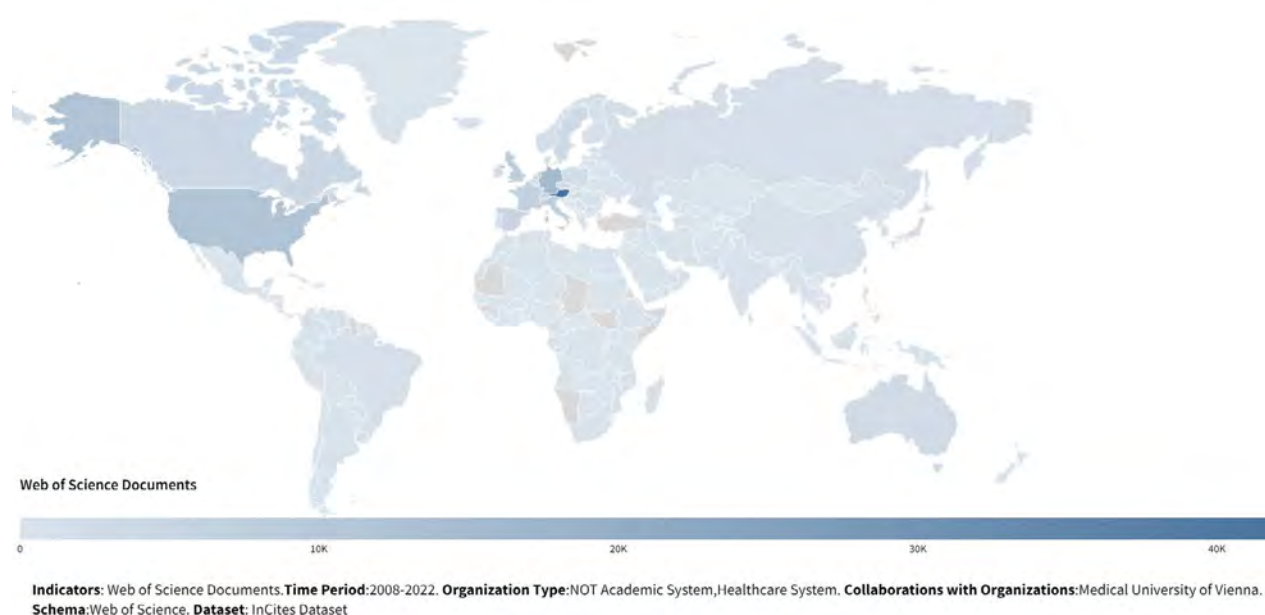 Web of Science Documents
0 10K 20K 30K 40K
Indicators: Web of Science Documents.Time Period:2008-2022. Organization Type:NOT Academic System,Healthcare System. Collaborations with Organizations:Medical University of Vienna.
Schema:Web of Science. Dataset: InCites Dataset